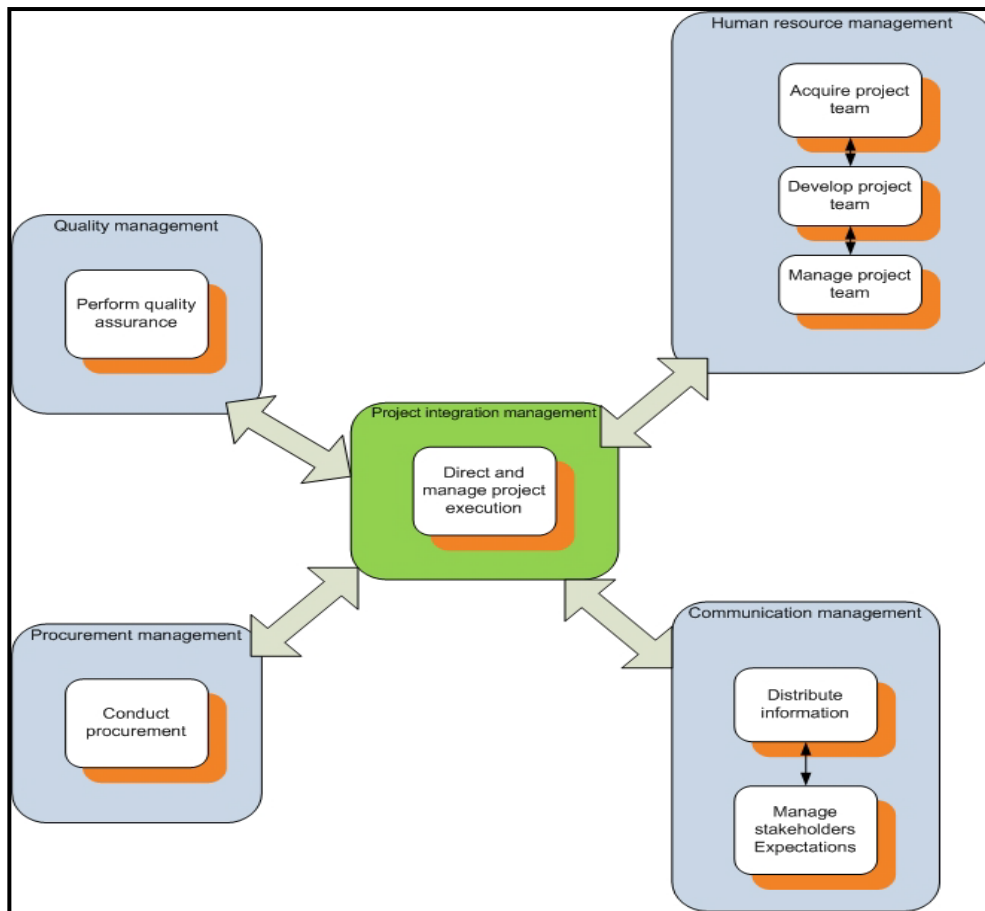 Human resource management
Acquire project
team
Develop project
team
Manage project
team
Quality management
Perform quality
assurance
Project integration management
Direct and
manage project
execution
Procurement management
Conduct
procurement
Communication management
Distribute
information
Manage
stakeholders
Expectations